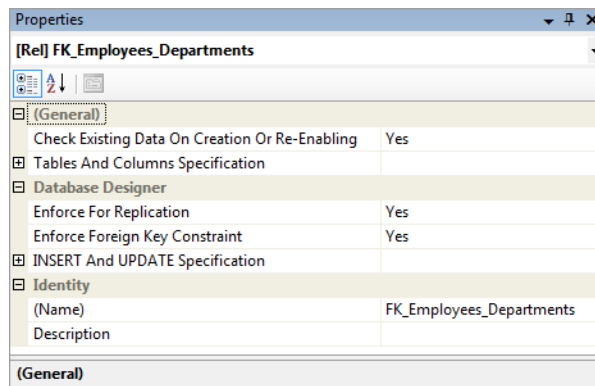 Properties
[Rel] FK_Employees_Departments
(General)
Check Existing Data On Creation Or Re-Enabling Yes
Tables And Columns Specification
Database Designer
Enforce For Replication Yes
Enforce Foreign Key Constraint Yes
INSERT And UPDATE Specification
Identity
(Name) FK_Employees_Departments
Description
(General)